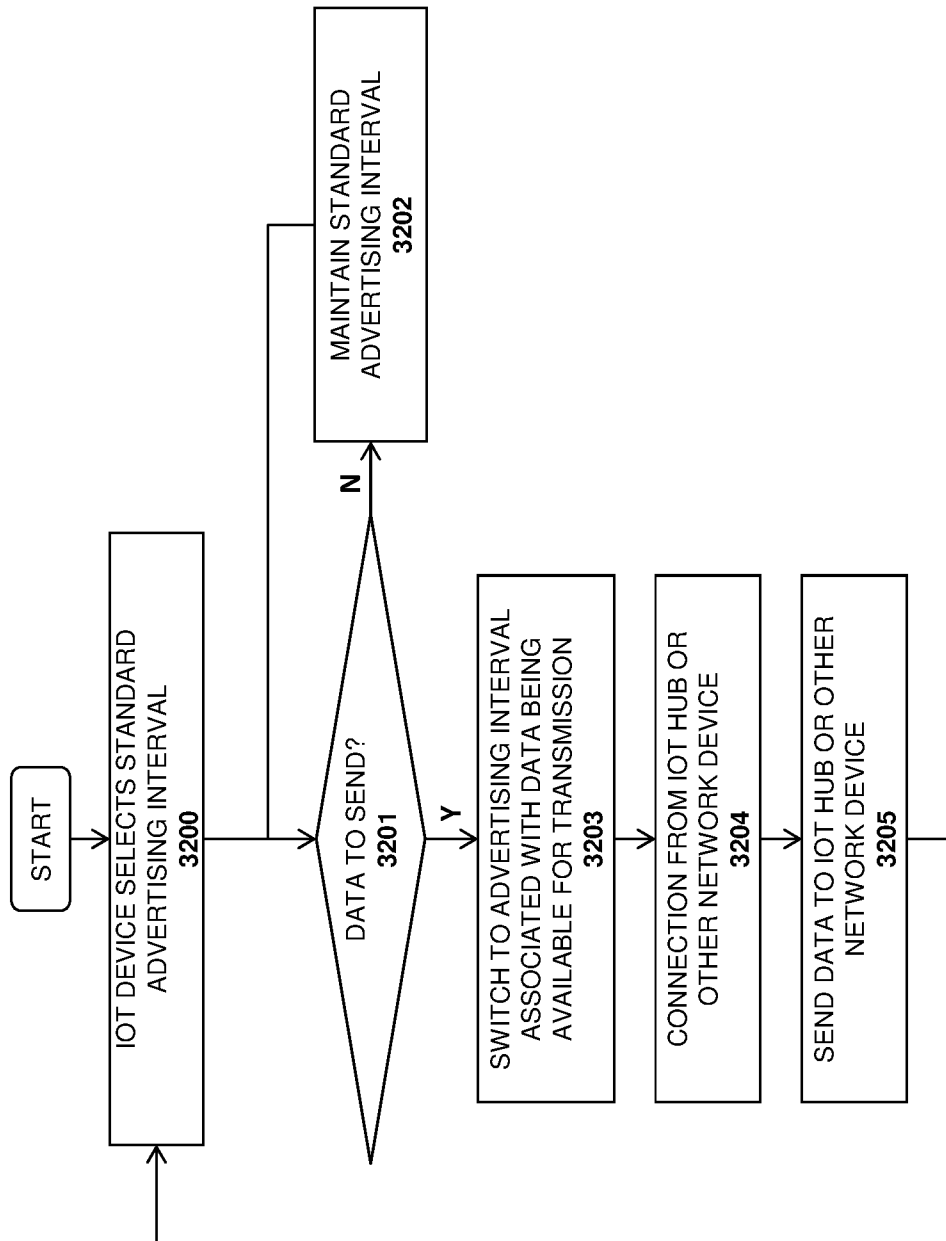 START
IOT DEVICE SELECTS STANDARD
ADVERTISING INTERVAL
3200
DATA TO SEND?
3201
N
MAINTAIN STANDARD
ADVERTISING INTERVAL
3202
Y
SWITCH TO ADVERTISING INTERVAL
ASSOCIATED WITH DATA BEING
AVAILABLE FOR TRANSMISSION
3203
CONNECTION FROM IOT HUB OR
OTHER NETWORK DEVICE
3204
SEND DATA TO IOT HUB OR OTHER
NETWORK DEVICE
3205